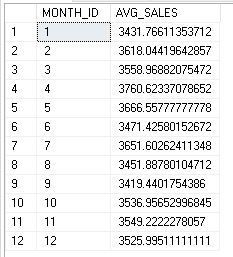 MONTH_ID AVG_SALES
1 1 3431.76611353712
2 2 3618.04419642857
3 3 3558.96882075472
4 4 3760.62337078652
5 5 3666.55777777778
6 6 3471.42580152672
7 7 3651.60262411348
8 8 3451.88780104712
9 9 3419.4401754386
10 10 3536.95652996845
11 11 3549.2222278057
12 12 3525.99511111111